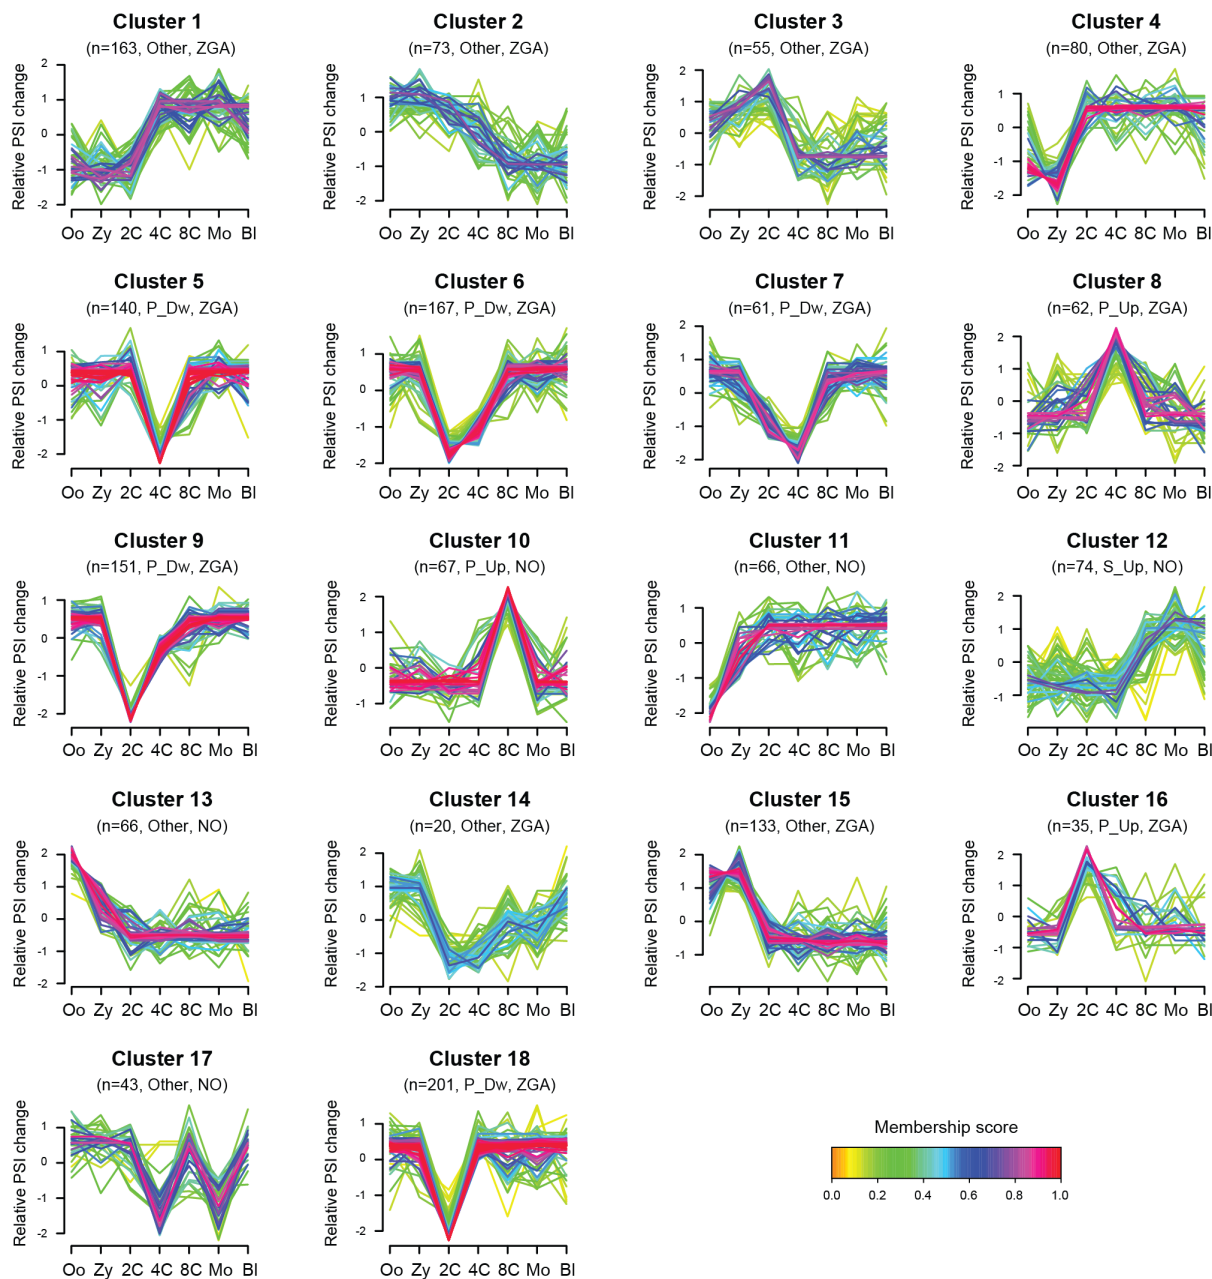 Cluster 1
(n=163, Other, ZGA)
Relative PSI change
2
1
0
-1
-2
Oo Zy 2C 4C 8C Mo Bl
Cluster 2
(n=73, Other, ZGA)
Relative PSI change
1
0
-1
-2
Oo Zy 2C 4C 8C Mo Bl
Cluster 3
(n=55, Other, ZGA)
Relative PSI change
2
1
0
-1
-2
Oo Zy 2C 4C 8C Mo Bl
Cluster 4
(n=80, Other, ZGA)
Relative PSI change
1
0
-1
-2
Oo Zy 2C 4C 8C Mo Bl
Cluster 5
(n=140, P_Dw, ZGA)
Relative PSI change
1
0
-1
-2
Oo Zy 2C 4C 8C Mo Bl
Cluster 6
(n=167, P_Dw, ZGA)
Relative PSI change
1
0
-1
-2
Oo Zy 2C 4C 8C Mo Bl
Cluster 7
(n=61, P_Dw, ZGA)
Relative PSI change
2
1
0
-1
-2
Oo Zy 2C 4C 8C Mo Bl
Cluster 8
(n=62, P_Up, ZGA)
Relative PSI change
2
1
0
-1
-2
Oo Zy 2C 4C 8C Mo Bl
Cluster 9
(n=151, P_Dw, ZGA)
Relative PSI change
1
0
-1
-2
Oo Zy 2C 4C 8C Mo Bl
Cluster 10
(n=67, P_Up, NO)
Relative PSI change
2
1
0
-1
Oo Zy 2C 4C 8C Mo Bl
Cluster 11
(n=66, Other, NO)
Relative PSI change
1
0
-1
-2
Oo Zy 2C 4C 8C Mo Bl
Cluster 12
(n=74, S_Up, NO)
Relative PSI change
2
1
0
-1
Oo Zy 2C 4C 8C Mo Bl
Cluster 13
(n=66, Other, NO)
Relative PSI change
2
1
0
-1
-2
Oo Zy 2C 4C 8C Mo Bl
Cluster 14
(n=20, Other, ZGA)
Relative PSI change
2
1
0
-1
-2
Oo Zy 2C 4C 8C Mo Bl
Cluster 15
(n=133, Other, ZGA)
Relative PSI change
2
1
0
-1
Oo Zy 2C 4C 8C Mo Bl
Cluster 16
(n=35, P_Up, ZGA)
Relative PSI change
2
1
0
-1
-2
Oo Zy 2C 4C 8C Mo Bl
Cluster 17
(n=43, Other, NO)
Relative PSI change
1
0
-1
-2
Oo Zy 2C 4C 8C Mo Bl
Cluster 18
(n=201, P_Dw, ZGA)
Relative PSI change
1
0
-1
-2
Oo Zy 2C 4C 8C Mo Bl
Membership score
0.0 0.2 0.4 0.6 0.8 1.0